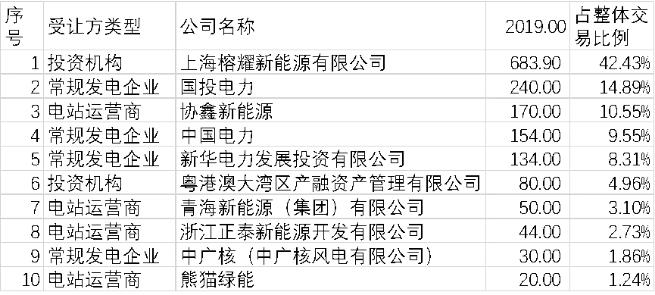 序号 受让方类型 公司名称 2019.00 占整体交易比例
1 投资机构 上海榕耀新能源有限公司 683.90 42.43%
2 常规发电企业 国投电力 240.00 14.89%
3 电站运营商 协鑫新能源 170.00 10.55%
4 常规发电企业 中国电力 154.00 9.55%
5 常规发电企业 新华电力发展投资有限公司 134.00 8.31%
6 投资机构 粤港澳大湾区产融资产管理有限公司 80.00 4.96%
7 电站运营商 青海新能源（集团）有限公司 50.00 3.10%
8 电站运营商 浙江正泰新能源开发有限公司 44.00 2.73%
9 常规发电企业 中广核（中广核风电有限公司） 30.00 1.86%
10 电站运营商 熊猫绿能 20.00 1.24%